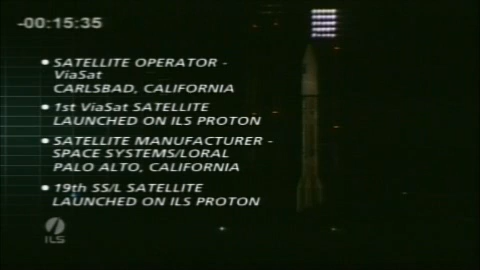 -00:15:35
• SATELLITE OPERATOR -
ViaSat
CARLSBAD, CALIFORNIA
• 1st ViaSat SATELLITE
LAUNCHED ON ILS PROTON
• SATELLITE MANUFACTURER -
SPACE SYSTEMS/LORAL
PALO ALTO, CALIFORNIA
• 19th SS/L SATELLITE
LAUNCHED ON ILS PROTON
ILS